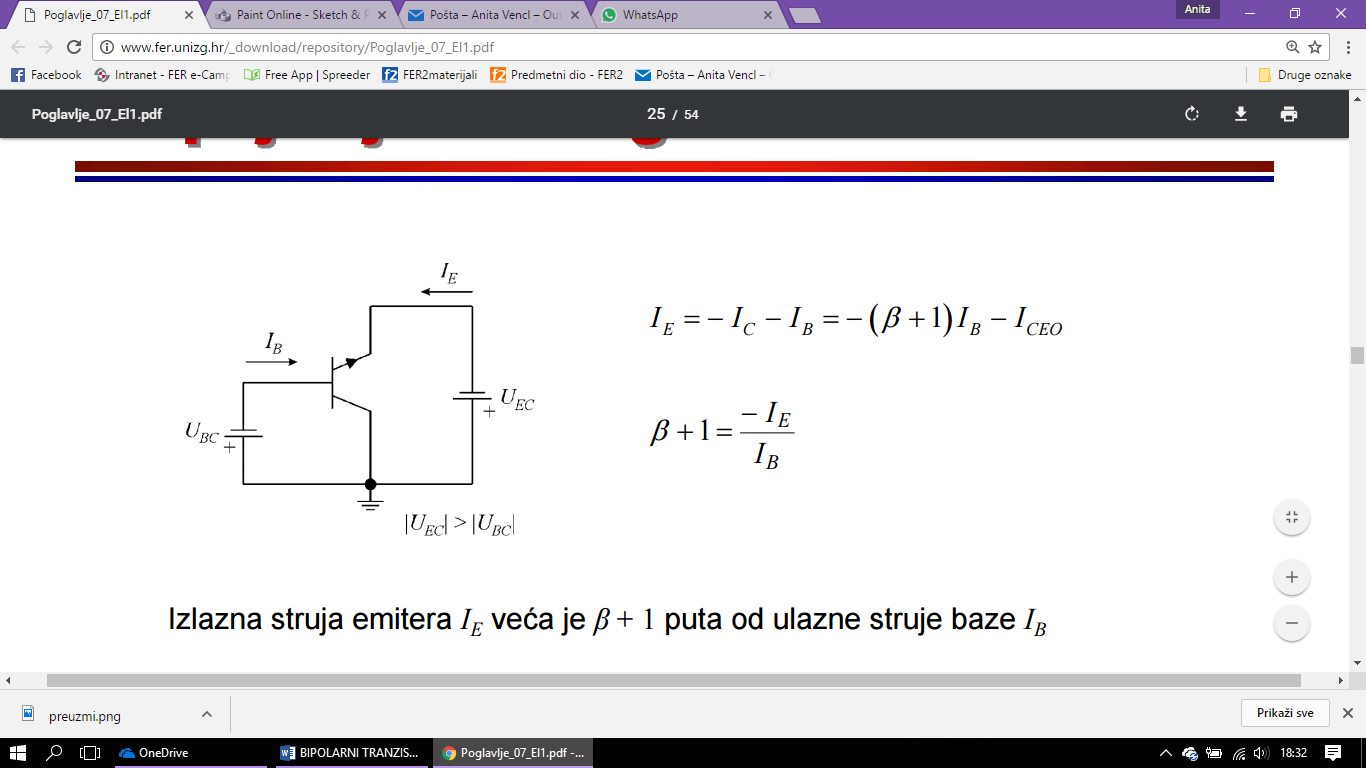 Anita
Poglavlje_07_El1.pdf
Paint Online - Sketch & P
Pošta – Anita Vencl – Out
WhatsApp
www.fer.unizg.hr/_download/repository/Poglavlje_07_El1.pdf
Facebook
Intranet - FER e-Camp
Free App | Spreeder
FER2materijali
Predmetni dio - FER2
Pošta – Anita Vencl –
Druge oznake
Poglavlje_07_El1.pdf
25 / 54
I_E
I_B
U_BC
+
U_EC
+
|U_EC| > |U_BC|
I_E = − I_C − I_B = − (β + 1) I_B − I_CEO
β + 1 = − I_E / I_B
Izlazna struja emitera I_E veća je β + 1 puta od ulazne struje baze I_B
preuzmi.png
Prikaži sve
OneDrive
BIPOLARNI TRANZIS...
Poglavlje_07_El1.pdf -...
18:32